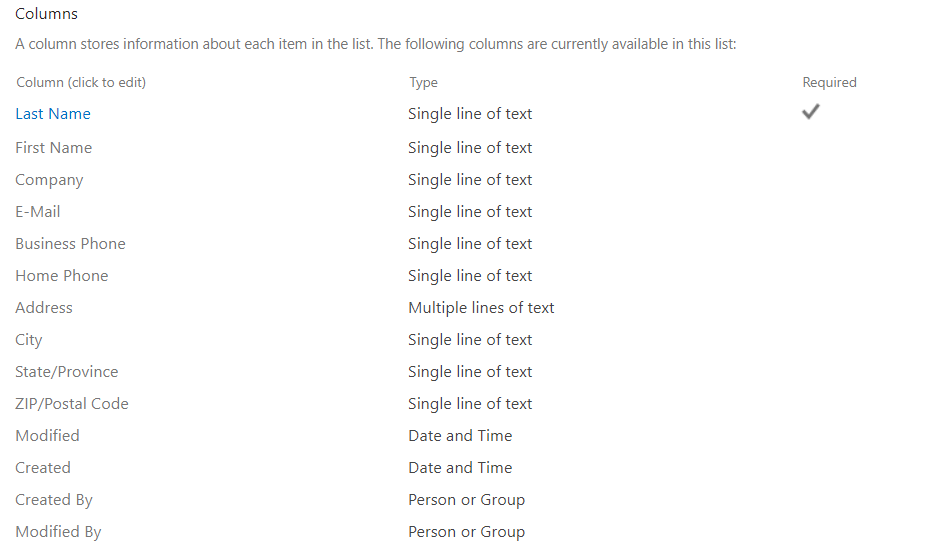 Columns
A column stores information about each item in the list. The following columns are currently available in this list:
Column (click to edit) Type Required
Last Name Single line of text
First Name Single line of text
Company Single line of text
E-Mail Single line of text
Business Phone Single line of text
Home Phone Single line of text
Address Multiple lines of text
City Single line of text
State/Province Single line of text
ZIP/Postal Code Single line of text
Modified Date and Time
Created Date and Time
Created By Person or Group
Modified By Person or Group